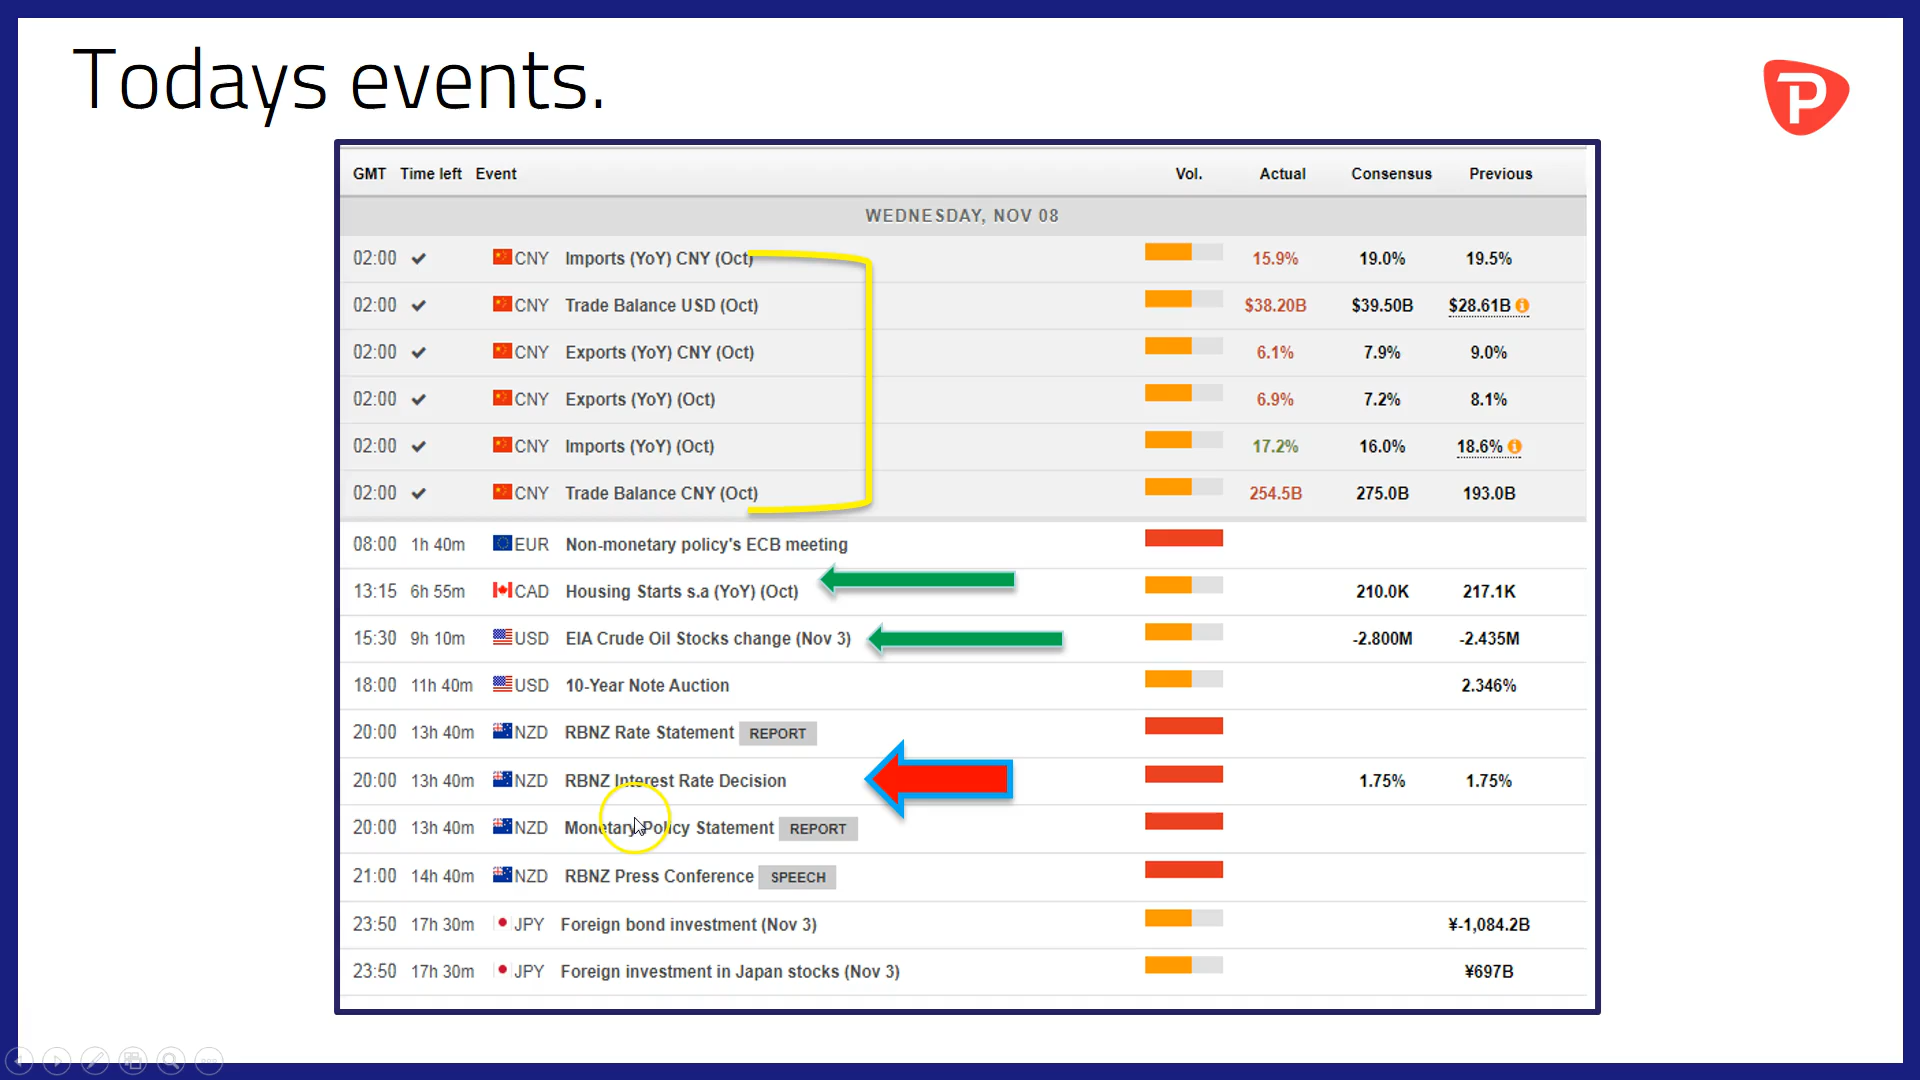 Todays events.
P
GMT Time left Event Vol. Actual Consensus Previous
WEDNESDAY, NOV 08
02:00 CNY Imports (YoY) CNY (Oct) 15.9% 19.0% 19.5%
02:00 CNY Trade Balance USD (Oct) $38.20B $39.50B $28.61B
02:00 CNY Exports (YoY) CNY (Oct) 6.1% 7.9% 9.0%
02:00 CNY Exports (YoY) (Oct) 6.9% 7.2% 8.1%
02:00 CNY Imports (YoY) (Oct) 17.2% 16.0% 18.6%
02:00 CNY Trade Balance CNY (Oct) 254.5B 275.0B 193.0B
08:00 1h 40m EUR Non-monetary policy's ECB meeting
13:15 6h 55m CAD Housing Starts s.a (YoY) (Oct) 210.0K 217.1K
15:30 9h 10m USD EIA Crude Oil Stocks change (Nov 3) -2.800M -2.435M
18:00 11h 40m USD 10-Year Note Auction 2.346%
20:00 13h 40m NZD RBNZ Rate Statement REPORT
20:00 13h 40m NZD RBNZ Interest Rate Decision 1.75% 1.75%
20:00 13h 40m NZD Monetary Policy Statement REPORT
21:00 14h 40m NZD RBNZ Press Conference SPEECH
23:50 17h 30m JPY Foreign bond investment (Nov 3) ¥-1,084.2B
23:50 17h 30m JPY Foreign investment in Japan stocks (Nov 3) ¥697B